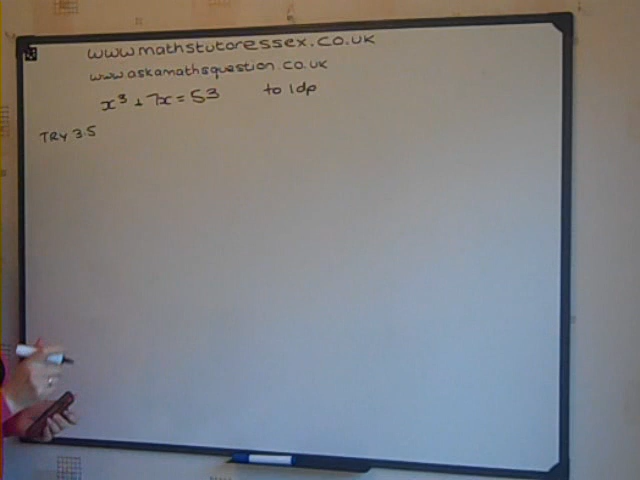 www.mathstutoressex.co.uk
www.askamathsquestion.co.uk
x³ + 7x = 53 to 1dp
TRY 3.5